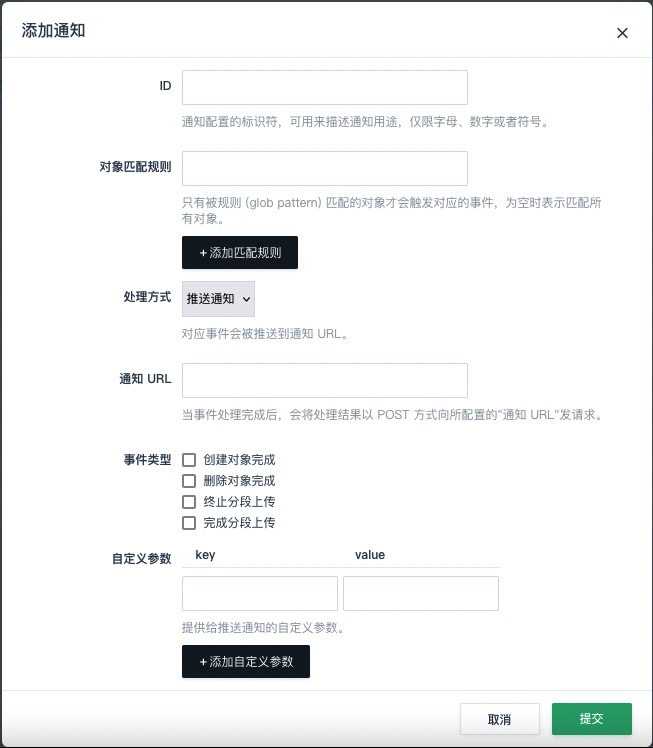 添加通知
ID
通知配置的标识符，可用来描述通知用途，仅限字母、数字或者符号。
对象匹配规则
只有被规则 (glob pattern) 匹配的对象才会触发对应的事件，为空时表示匹配所
有对象。
+ 添加匹配规则
处理方式
推送通知
对应事件会被推送到通知 URL。
通知 URL
当事件处理完成后，会将处理结果以 POST 方式向所配置的"通知 URL"发请求。
事件类型
创建对象完成
删除对象完成
终止分段上传
完成分段上传
自定义参数
key value
提供给推送通知的自定义参数。
+ 添加自定义参数
取消 提交